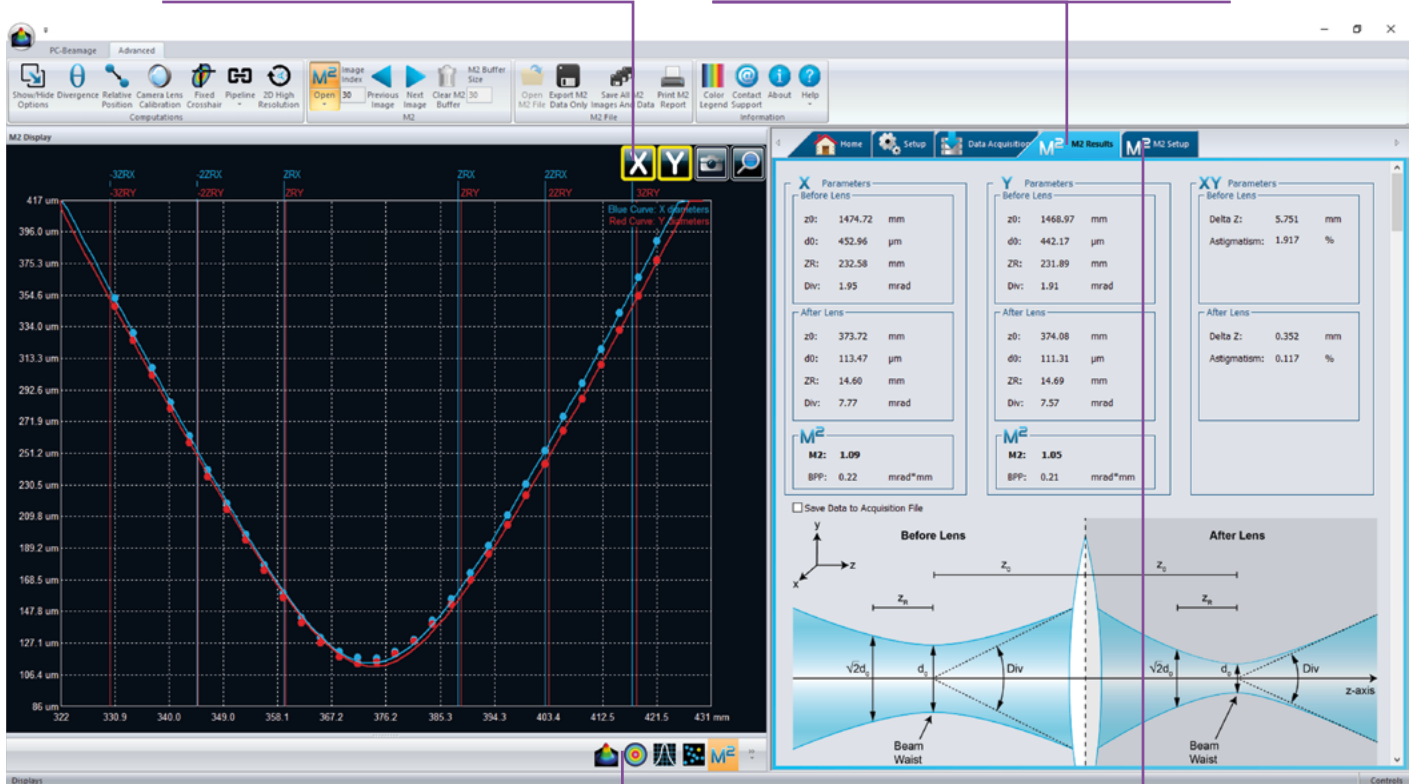 PC-Beamage Advanced
Show/Hide Options
Divergence
Relative Position
Camera Lens Calibration
Fixed Crosshair
Pipeline
2D High Resolution
Computations
M2
Open
Image Index
30
Previous Image
Next Image
Clear M2 Buffer
M2 Buffer Size
30
M2
Open M2 File
Export M2 Data Only
Save All M2 Images And Data
Print M2 Report
M2 File
Color Legend
Contact Support
About
Help
Information
M2 Display
X Y
-3ZRX -2ZRX ZRX 2ZRX
-3ZRY -2ZRY ZRY ZRY 2ZRY 3ZRY
Blue Curve: X diameters
Red Curve: Y diameters
417 um
396.0 um
375.3 um
354.6 um
334.0 um
313.3 um
292.6 um
271.9 um
251.2 um
230.5 um
209.8 um
189.2 um
168.5 um
147.8 um
127.1 um
106.4 um
86 um
322 330.9 340.0 349.0 358.1 367.2 376.2 385.3 394.3 403.4 412.5 421.5 431 mm
M2
Displays
Home Setup Data Acquisition M2 M2 Results M2 M2 Setup
X Parameters
Before Lens
z0: 1474.72 mm
d0: 452.96 µm
ZR: 232.58 mm
Div: 1.95 mrad
After Lens
z0: 373.72 mm
d0: 113.47 µm
ZR: 14.60 mm
Div: 7.77 mrad
M2
M2: 1.09
BPP: 0.22 mrad*mm
Y Parameters
Before Lens
z0: 1468.97 mm
d0: 442.17 µm
ZR: 231.89 mm
Div: 1.91 mrad
After Lens
z0: 374.08 mm
d0: 111.31 µm
ZR: 14.69 mm
Div: 7.57 mrad
M2
M2: 1.05
BPP: 0.21 mrad*mm
XY Parameters
Before Lens
Delta Z: 5.751 mm
Astigmatism: 1.917 %
After Lens
Delta Z: 0.352 mm
Astigmatism: 0.117 %
Save Data to Acquisition File
y
z
x
Before Lens After Lens
z0 z0
zR zR
√2d0 d0 Div √2d0 d0 Div
z-axis
Beam Waist
Beam Waist
Controls